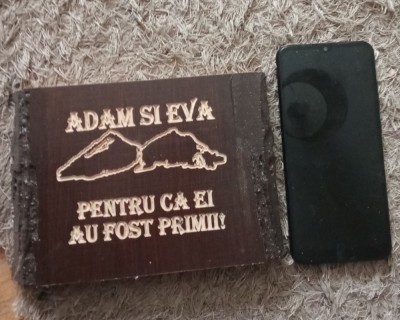 ADAM SI EVA
PENTRU CA EI
AU FOST PRIMII!